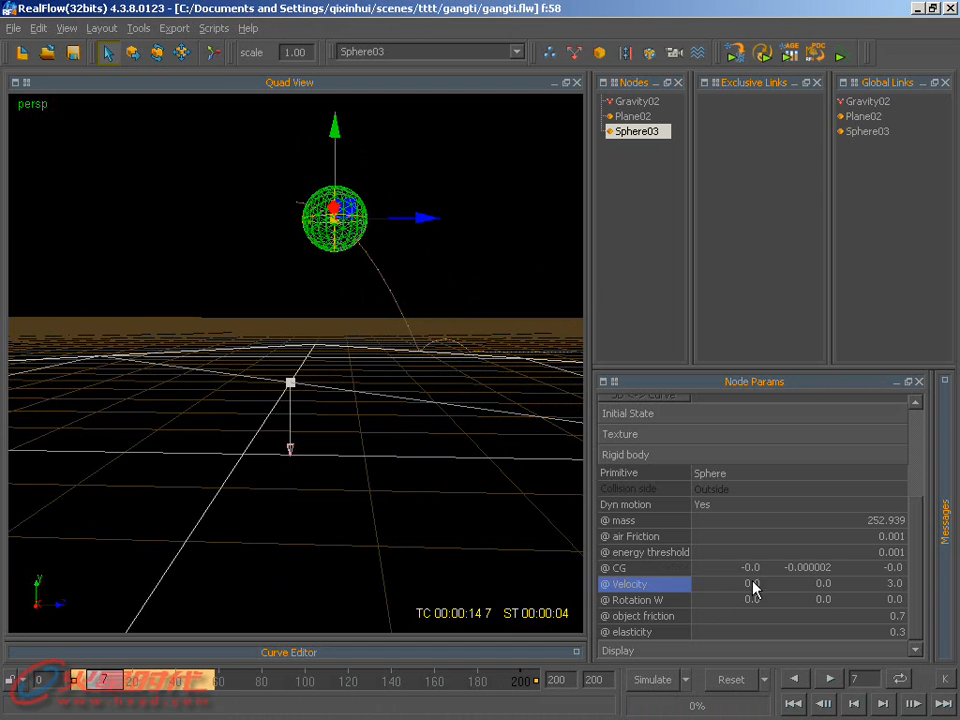 RealFlow(32bits) 4.3.8.0123 - [C:/Documents and Settings/qixinhui/scenes/tttt/gangti/gangti.flw] f:58
File Edit View Layout Tools Export Scripts Help
scale 1.00 Sphere03
AGE
Quad View
Nodes
Exclusive Links
Global Links
persp
Gravity02
Plane02
Sphere03
Gravity02
Plane02
Sphere03
Node Params
Initial State
Texture
Rigid body
Primitive Sphere
Collision side Outside
Dyn motion Yes
@ mass 252.939
@ air Friction 0.001
@ energy threshold 0.001
@ CG -0.0 -0.000002 -0.0
@ Velocity 0.0 0.0 3.0
@ Rotation W 0.0 0.0 0.0
@ object friction 0.7
@ elasticity 0.3
Display
Messages
y
TC 00:00:14 7 ST 00:00:04
Curve Editor
0 7 20 40 60 80 100 120 140 160 180 200 200 200
Simulate Reset 7 K
0%